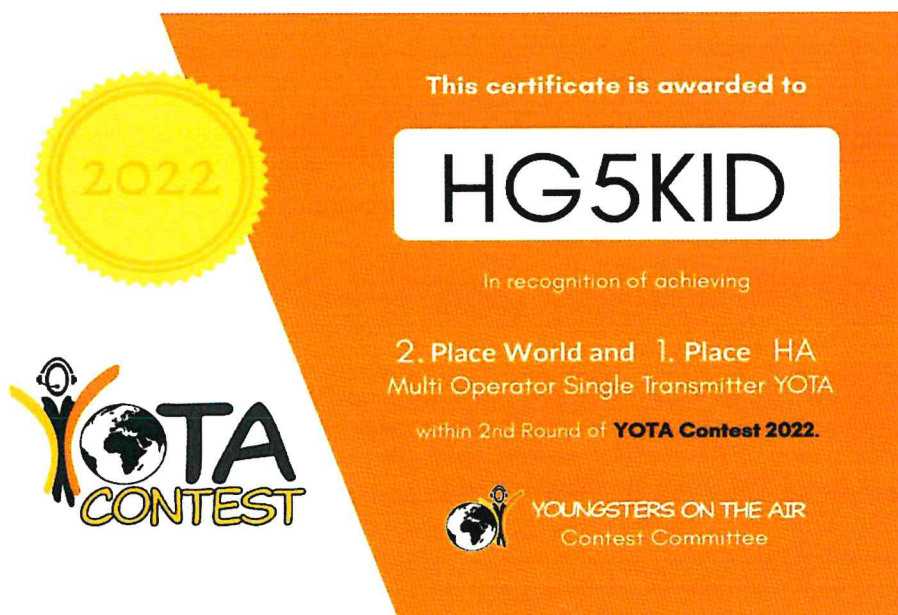 2022
This certificate is awarded to
HG5KID
In recognition of achieving
2. Place World and 1. Place HA
Multi Operator Single Transmitter YOTA
within 2nd Round of YOTA Contest 2022.
YOTA
CONTEST
YOUNGSTERS ON THE AIR
Contest Committee